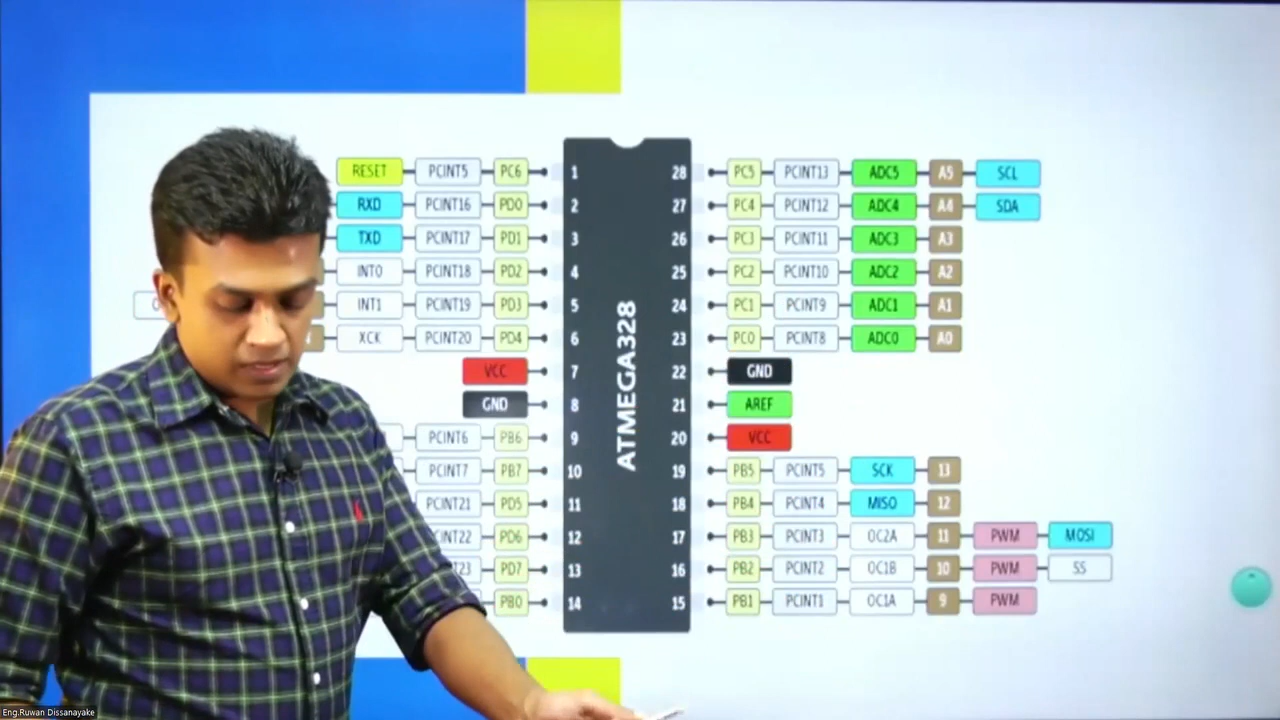 RESET PCINT5 PC6 1 28 PC5 PCINT13 ADC5 A5 SCL
RXD PCINT16 PD0 2 27 PC4 PCINT12 ADC4 A4 SDA
TXD PCINT17 PD1 3 26 PC3 PCINT11 ADC3 A3
INT0 PCINT18 PD2 4 25 PC2 PCINT10 ADC2 A2
INT1 PCINT19 PD3 5 24 PC1 PCINT9 ADC1 A1
XCK PCINT20 PD4 6 23 PC0 PCINT8 ADC0 A0
VCC 7 22 GND
GND 8 21 AREF
PCINT6 PB6 9 20 VCC
PCINT7 PB7 10 19 PB5 PCINT5 SCK 13
PCINT21 PD5 11 18 PB4 PCINT4 MISO 12
CINT22 PD6 12 17 PB3 PCINT3 OC2A 11 PWM MOSI
T23 PD7 13 16 PB2 PCINT2 OC1B 10 PWM SS
PB0 14 15 PB1 PCINT1 OC1A 9 PWM
ATMEGA328
Eng.Ruwan Dissanayake